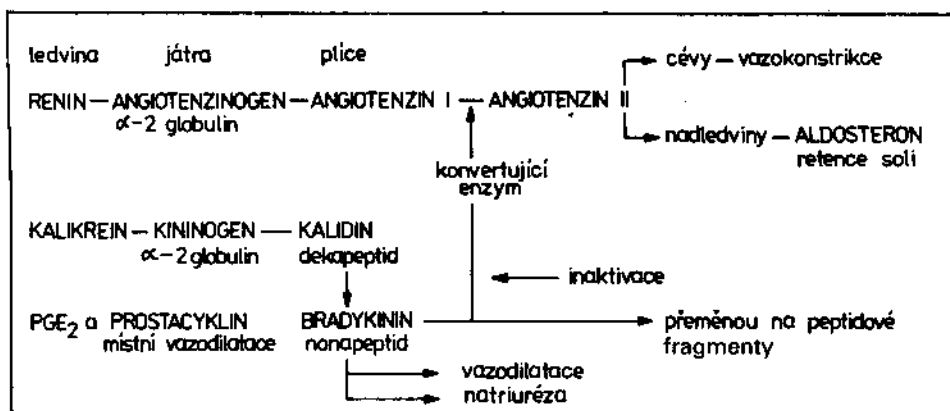 ledvina játra plíce
RENIN — ANGIOTENZINOGEN — ANGIOTENZIN I — ANGIOTENZIN II
α-2 globulin
cévy — vazokonstrikce
nadledviny — ALDOSTERON
retence soli
konvertující
enzym
KALIKREIN — KININOGEN — KALIDIN
α-2 globulin dekapeptid
inaktivace
PGE2 a PROSTACYKLIN BRADYKININ
místní vazodilatace nonapeptid
přeměnou na peptidové
fragmenty
vazodilatace
natriuréza